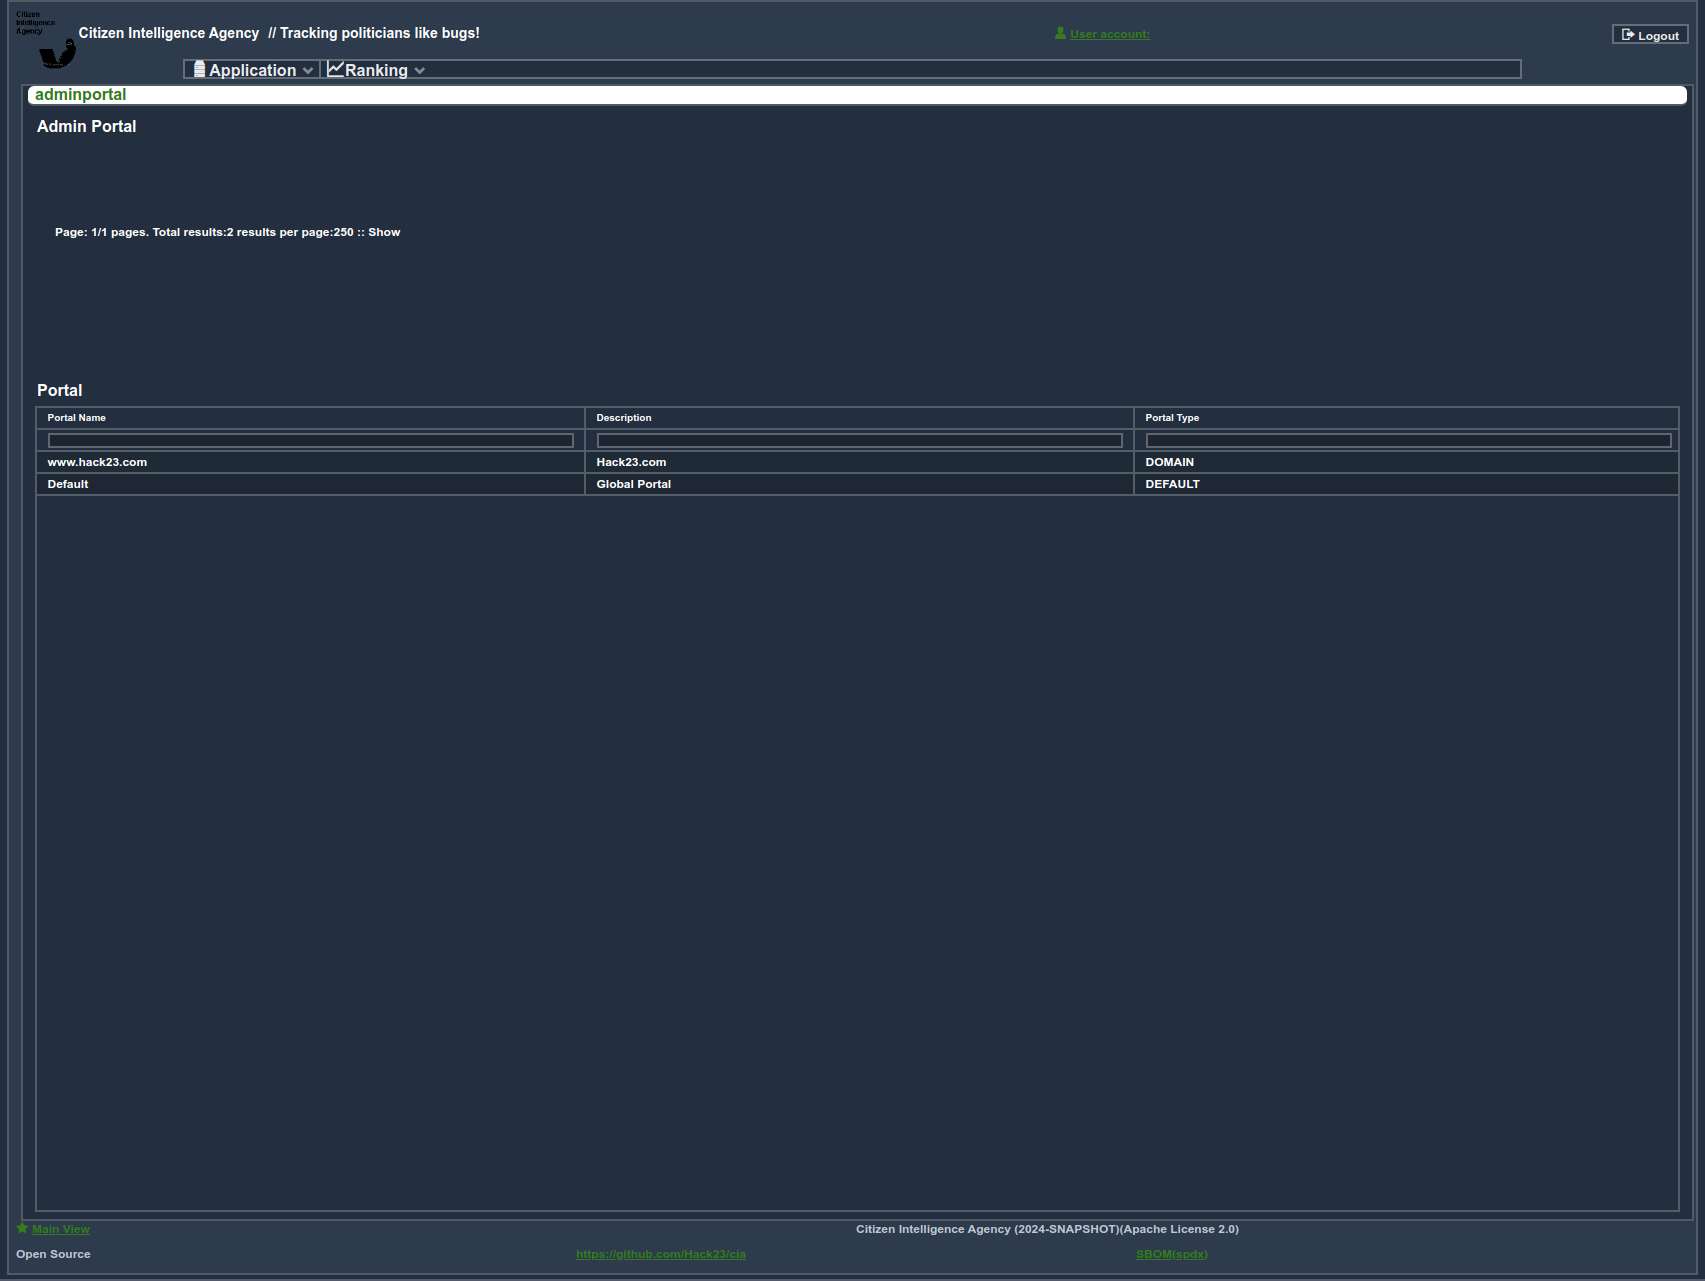 Citizen
Intelligence
Agency
Citizen Intelligence Agency // Tracking politicians like bugs!
User account:
Logout
Application
Ranking
adminportal
Admin Portal
Page: 1/1 pages. Total results:2 results per page:250 :: Show
Portal
Portal Name Description Portal Type
www.hack23.com Hack23.com DOMAIN
Default Global Portal DEFAULT
Main View
Citizen Intelligence Agency (2024-SNAPSHOT)(Apache License 2.0)
Open Source
https://github.com/Hack23/cia
SBOM(spdx)